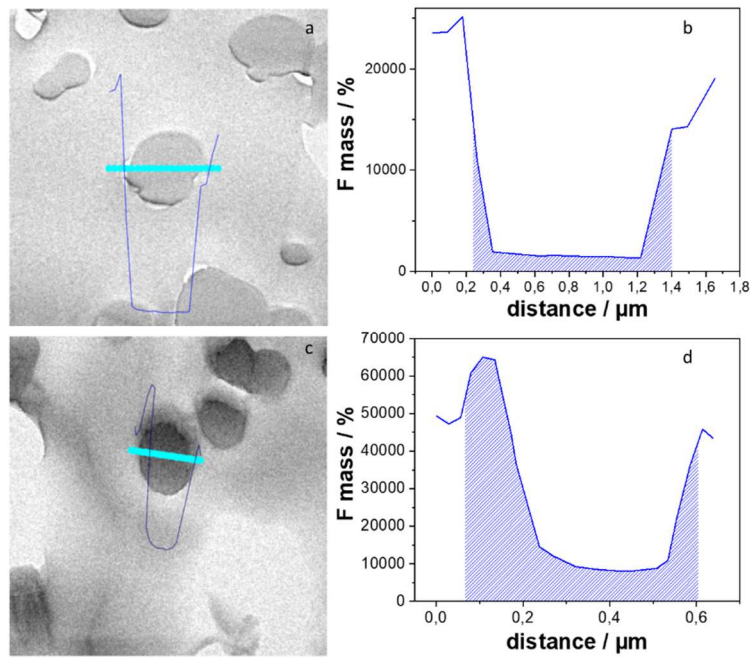 a
b
F mass / %
20000
10000
0
0,0 0,2 0,4 0,6 0,8 1,0 1,2 1,4 1,6 1,8
distance / µm
c
d
F mass / %
70000
60000
50000
40000
30000
20000
10000
0
0,0 0,2 0,4 0,6
distance / µm